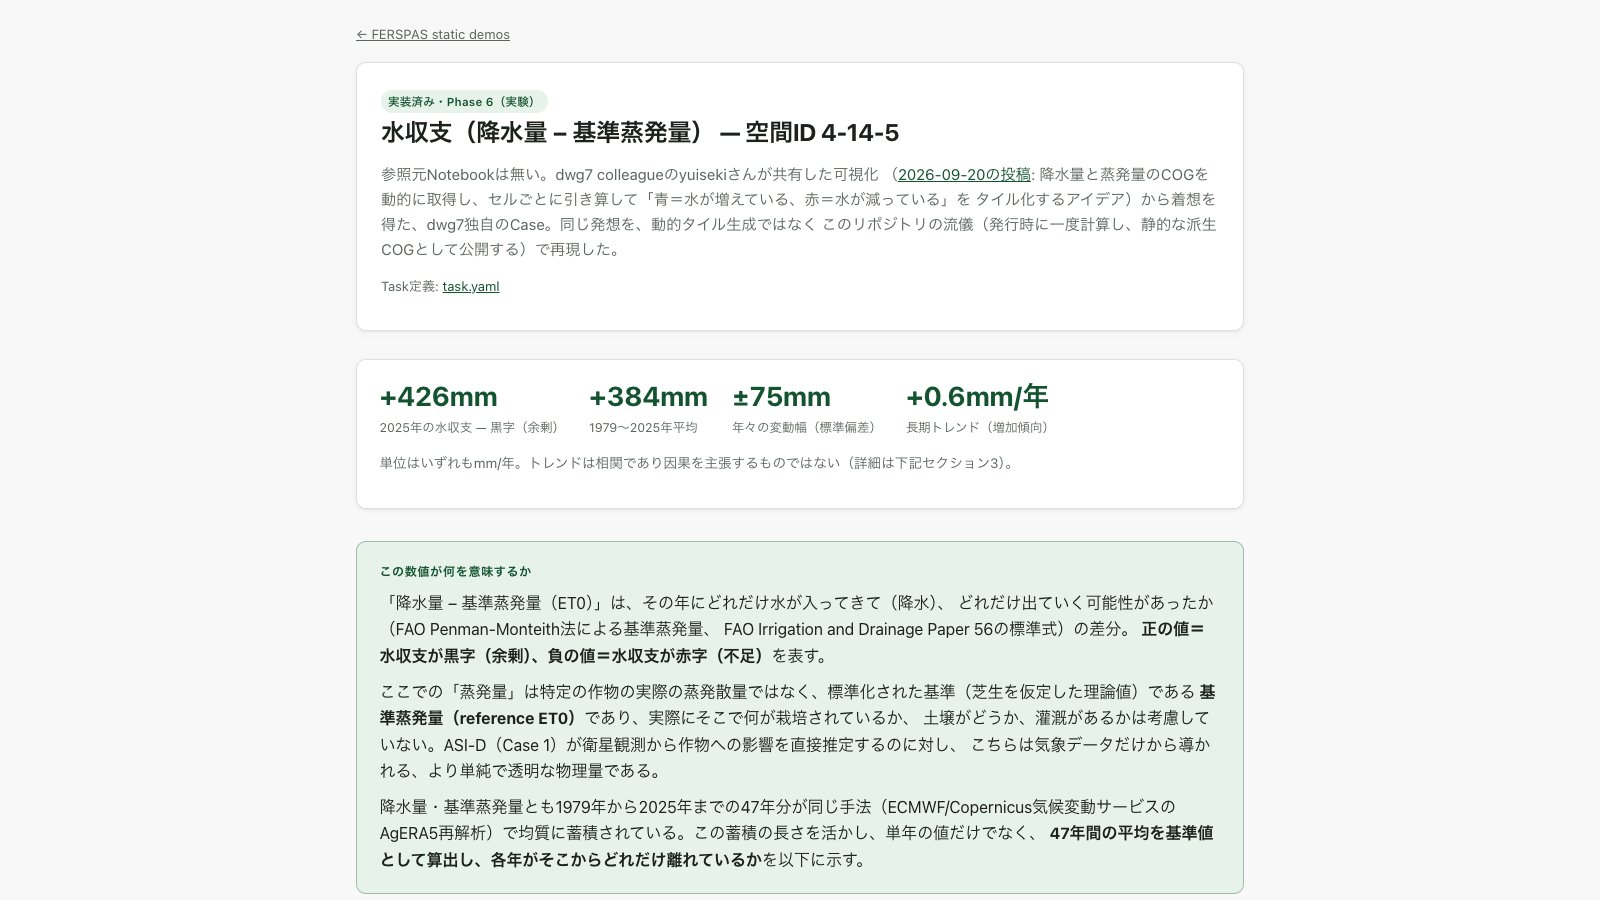 ← FERSPAS static demos
実装済み・Phase 6（実験）
水収支（降水量 − 基準蒸発量） — 空間ID 4-14-5
参照元Notebookは無い。dwg7 colleagueのyuisekiさんが共有した可視化 （2026-09-20の投稿: 降水量と蒸発量のCOGを
動的に取得し、セルごとに引き算して「青＝水が増えている、赤＝水が減っている」を タイル化するアイデア）から着想を
得た、dwg7独自のCase。同じ発想を、動的タイル生成ではなく このリポジトリの流儀（発行時に一度計算し、静的な派生
COGとして公開する）で再現した。
Task定義: task.yaml
+426mm +384mm ±75mm +0.6mm/年
2025年の水収支 — 黒字（余剰） 1979〜2025年平均 年々の変動幅（標準偏差） 長期トレンド（増加傾向）
単位はいずれもmm/年。トレンドは相関であり因果を主張するものではない（詳細は下記セクション3）。
この数値が何を意味するか
「降水量 − 基準蒸発量（ET0）」は、その年にどれだけ水が入ってきて（降水）、 どれだけ出ていく可能性があったか
（FAO Penman-Monteith法による基準蒸発量、 FAO Irrigation and Drainage Paper 56の標準式）の差分。 正の値＝
水収支が黒字（余剰）、負の値＝水収支が赤字（不足）を表す。
ここでの「蒸発量」は特定の作物の実際の蒸発散量ではなく、標準化された基準（芝生を仮定した理論値）である 基
準蒸発量（reference ET0）であり、実際にそこで何が栽培されているか、 土壌がどうか、灌漑があるかは考慮して
いない。ASI-D（Case 1）が衛星観測から作物への影響を直接推定するのに対し、 こちらは気象データだけから導か
れる、より単純で透明な物理量である。
降水量・基準蒸発量とも1979年から2025年までの47年分が同じ手法（ECMWF/Copernicus気候変動サービスの
AgERA5再解析）で均質に蓄積されている。この蓄積の長さを活かし、単年の値だけでなく、 47年間の平均を基準値
として算出し、各年がそこからどれだけ離れているかを以下に示す。